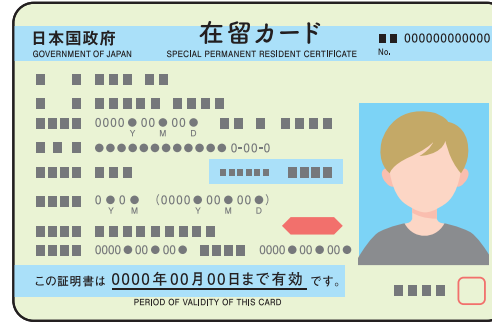 日本国政府 在留カード ■■ 000000000000
GOVERNMENT OF JAPAN SPECIAL PERMANENT RESIDENT CERTIFICATE No.
■ ■ ■■■ ■■
■ ■ ■■■■■ ■■■■
■■■■ 0000●00●00● ■■ ■ ■■■■
Y M D
■■■ ●●●●●●●●●●●● 0-00-0
■■■■ ■■■ ■■■■■■ ■■■■
■■■■ 0●0● (0000●00●00●)
Y M Y M D
■■■■ ■■■■■■■■■
■■■■ 0000●00●00● ■■■■ 0000●00●00●
この証明書は 0000年00月00日まで有効 です。
PERIOD OF VALIDITY OF THIS CARD
■■■■